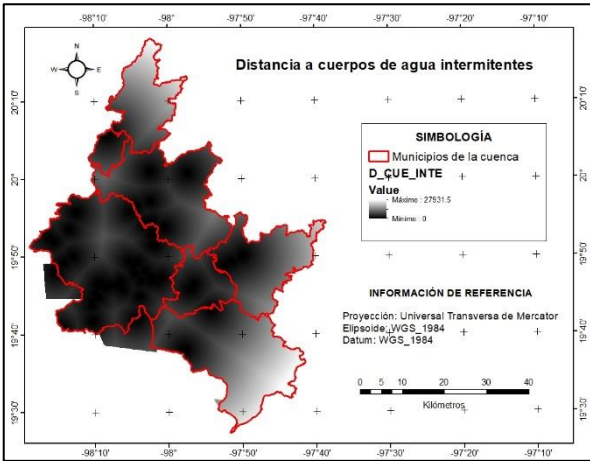 -98°10' -98° -97°50' -97°40' -97°30' -97°20' -97°10'
N
W E
S
Distancia a cuerpos de agua intermitentes
20°10'
20°
19°50'
19°40'
19°30'
20°10'
20°
19°50'
19°40'
19°30'
SIMBOLOGÍA
Municipios de la cuenca
D_CUE_INTE
Value
Máximo : 27931.5
Mínimo : 0
INFORMACIÓN DE REFERENCIA
Proyección: Universal Transversa de Mercator
Elipsoide: WGS_1984
Datum: WGS_1984
0 5 10 20 30 40
Kilómetros
-98°10' -98° -97°50' -97°40' -97°30' -97°20' -97°10'